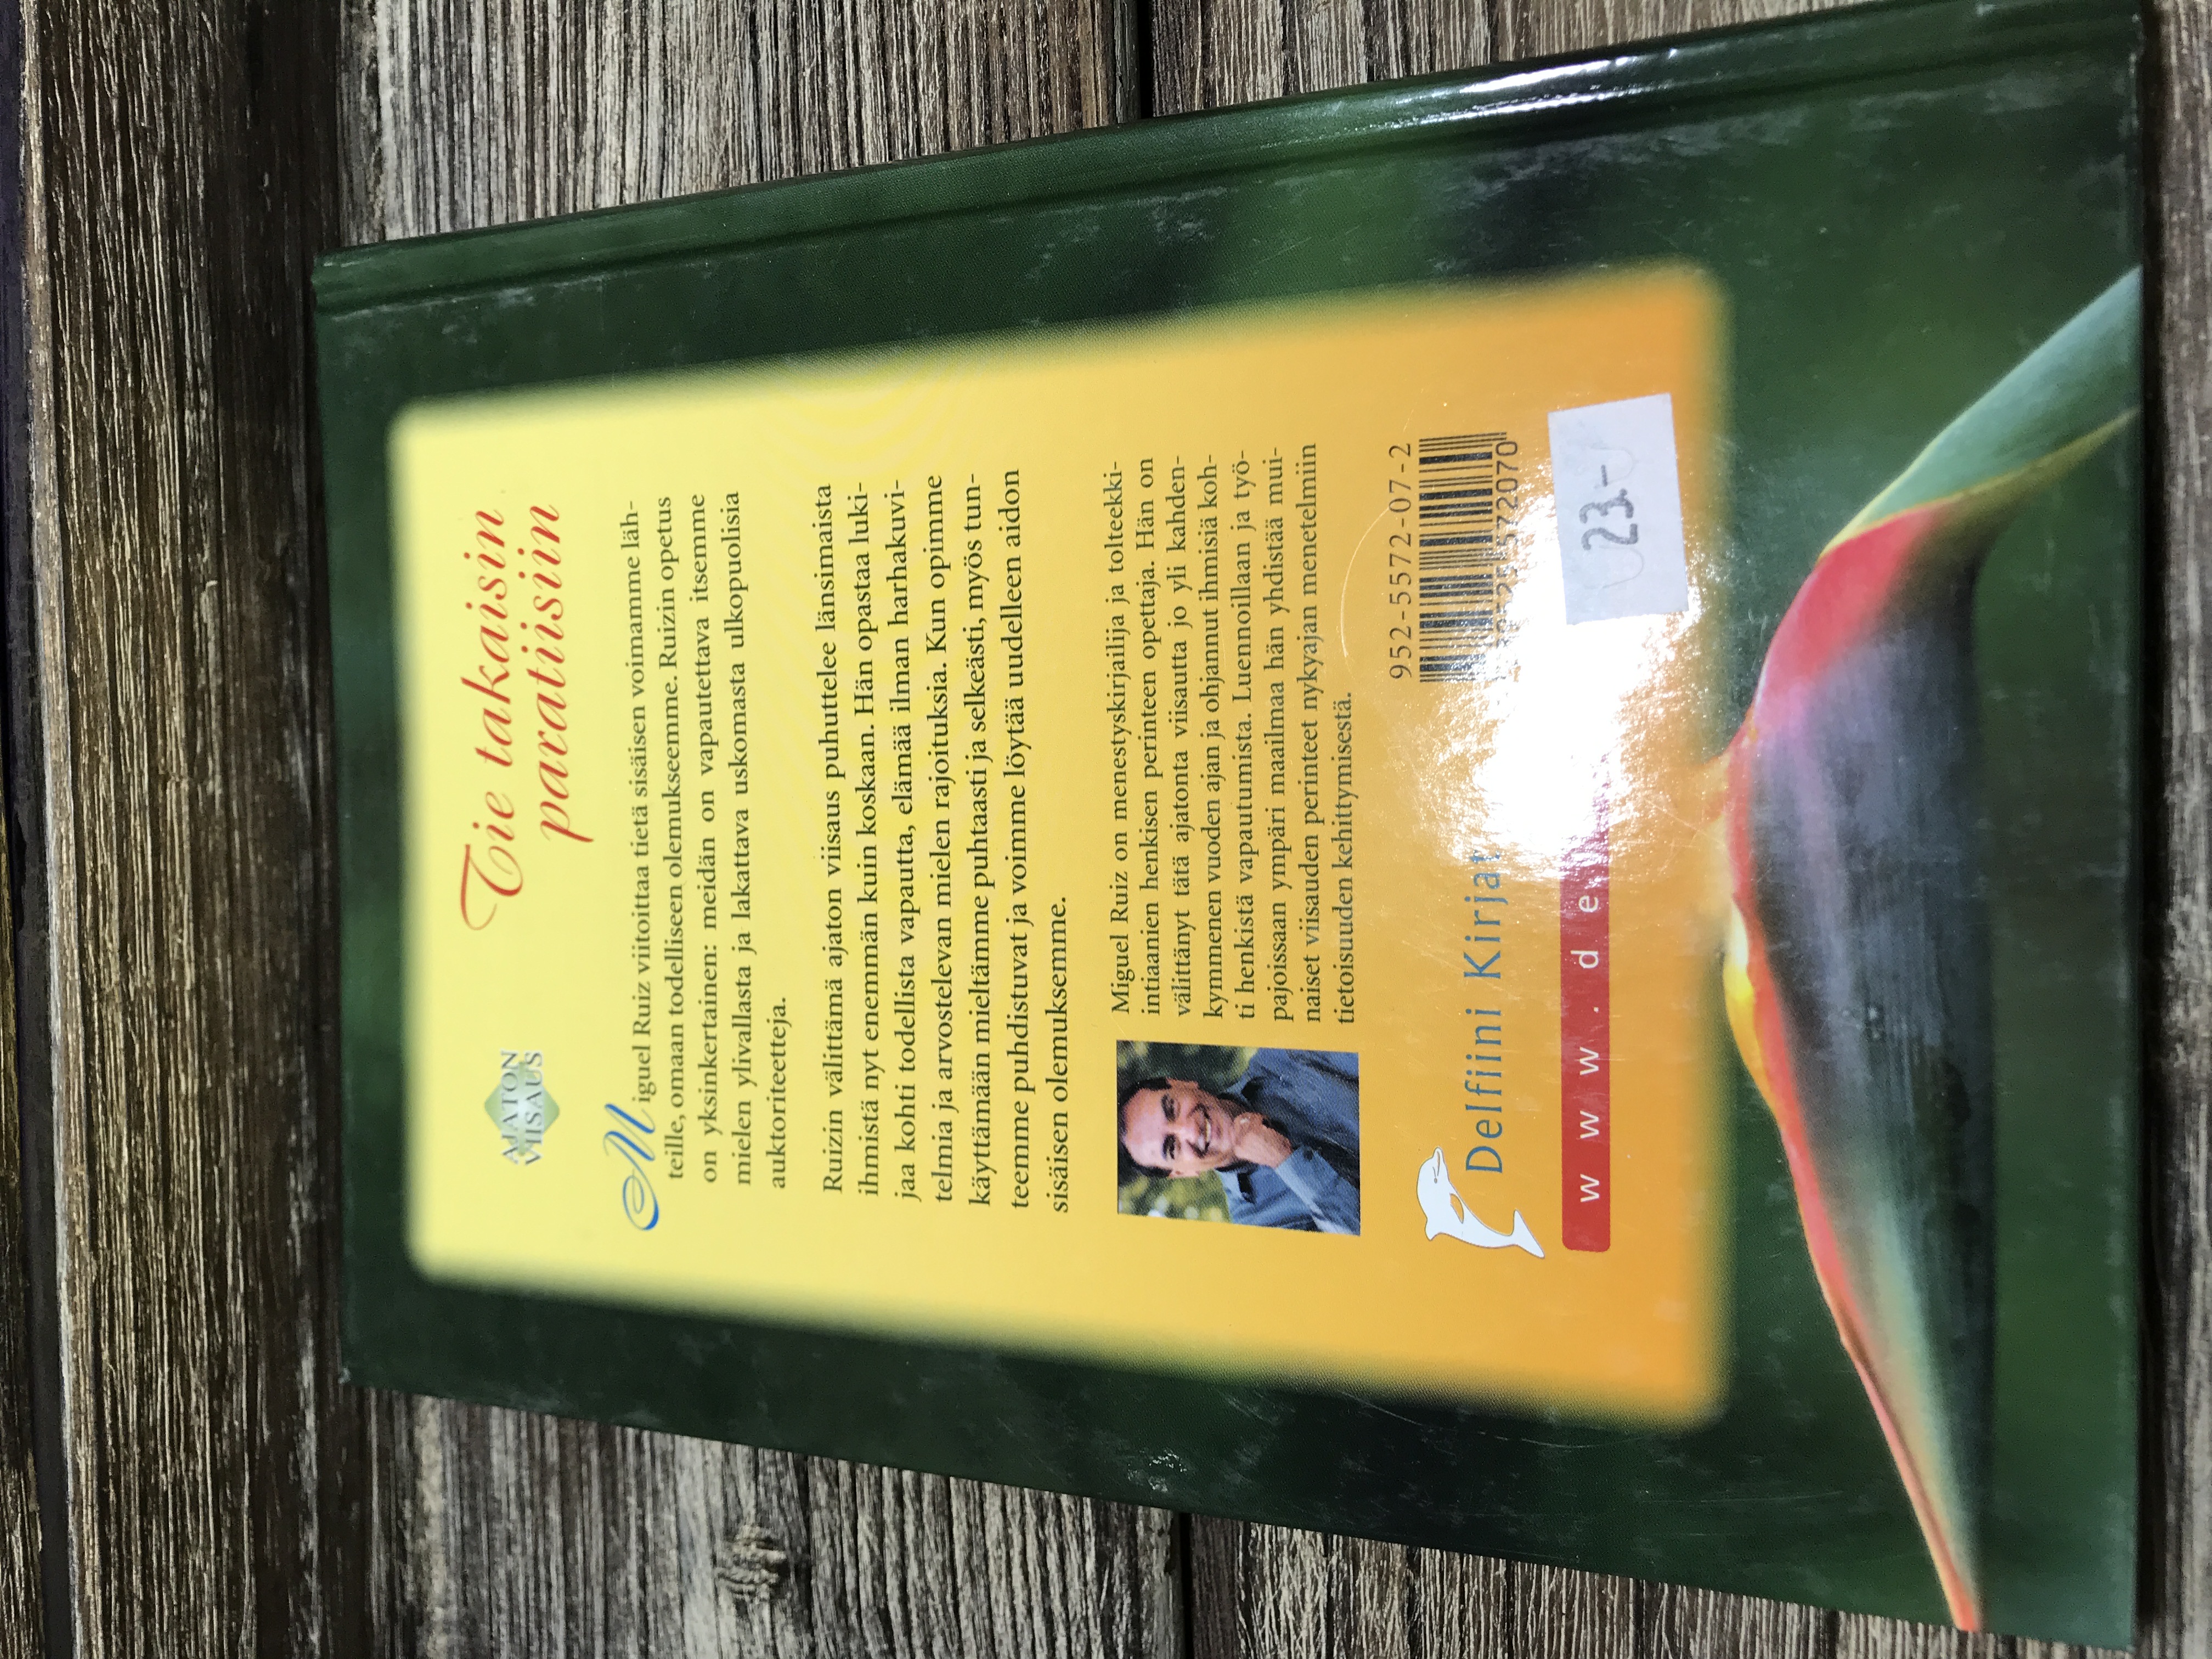 AJATON
VIISAUS
Tie takaisin
paratiisiin
Miguel Ruiz viitoittaa tietä sisäisen voimamme läh-
teille, omaan todelliseen olemukseemme. Ruizin opetus
on yksinkertainen: meidän on vapautettava itsemme
mielen ylivallasta ja lakattava uskomasta ulkopuolisia
auktoriteetteja.
Ruizin välittämä ajaton viisaus puhuttelee länsimaista
ihmistä nyt enemmän kuin koskaan. Hän opastaa luki-
jaa kohti todellista vapautta, elämää ilman harhakuvi-
telmia ja arvostelevan mielen rajoituksia. Kun opimme
käyttämään mieltämme puhtaasti ja selkeästi, myös tun-
teemme puhdistuvat ja voimme löytää uudelleen aidon
sisäisen olemuksemme.
Miguel Ruiz on menestyskirjailija ja tolteekki-
intiaanien henkisen perinteen opettaja. Hän on
välittänyt tätä ajatonta viisautta jo yli kahden-
kymmenen vuoden ajan ja ohjannut ihmisiä koh-
ti henkistä vapautumista. Luennoillaan ja työ-
pajoissaan ympäri maailmaa hän yhdistää mui-
naiset viisauden perinteet nykyajan menetelmiin
tietoisuuden kehittymisestä.
952-5572-07-2
Delfiini Kirjat
572070
www.de
23-